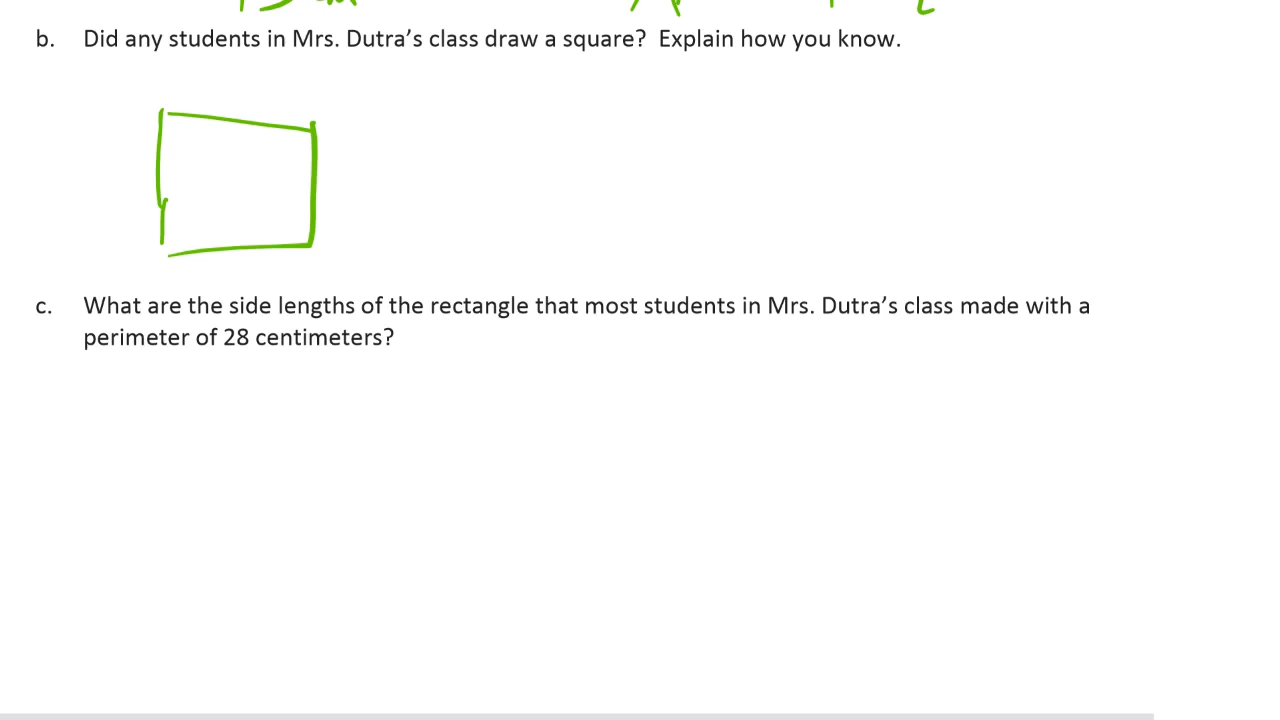 b. Did any students in Mrs. Dutra’s class draw a square? Explain how you know.
c. What are the side lengths of the rectangle that most students in Mrs. Dutra’s class made with a
perimeter of 28 centimeters?